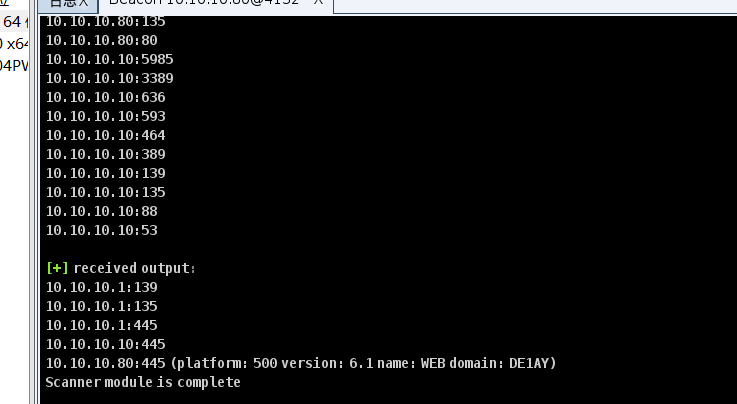 日志X
Beacon 10.10.10.80@4152 X
64
x64
04PW
10.10.10.80:135
10.10.10.80:80
10.10.10.10:5985
10.10.10.10:3389
10.10.10.10:636
10.10.10.10:593
10.10.10.10:464
10.10.10.10:389
10.10.10.10:139
10.10.10.10:135
10.10.10.10:88
10.10.10.10:53
[+] received output:
10.10.10.1:139
10.10.10.1:135
10.10.10.1:445
10.10.10.10:445
10.10.10.80:445 (platform: 500 version: 6.1 name: WEB domain: DE1AY)
Scanner module is complete